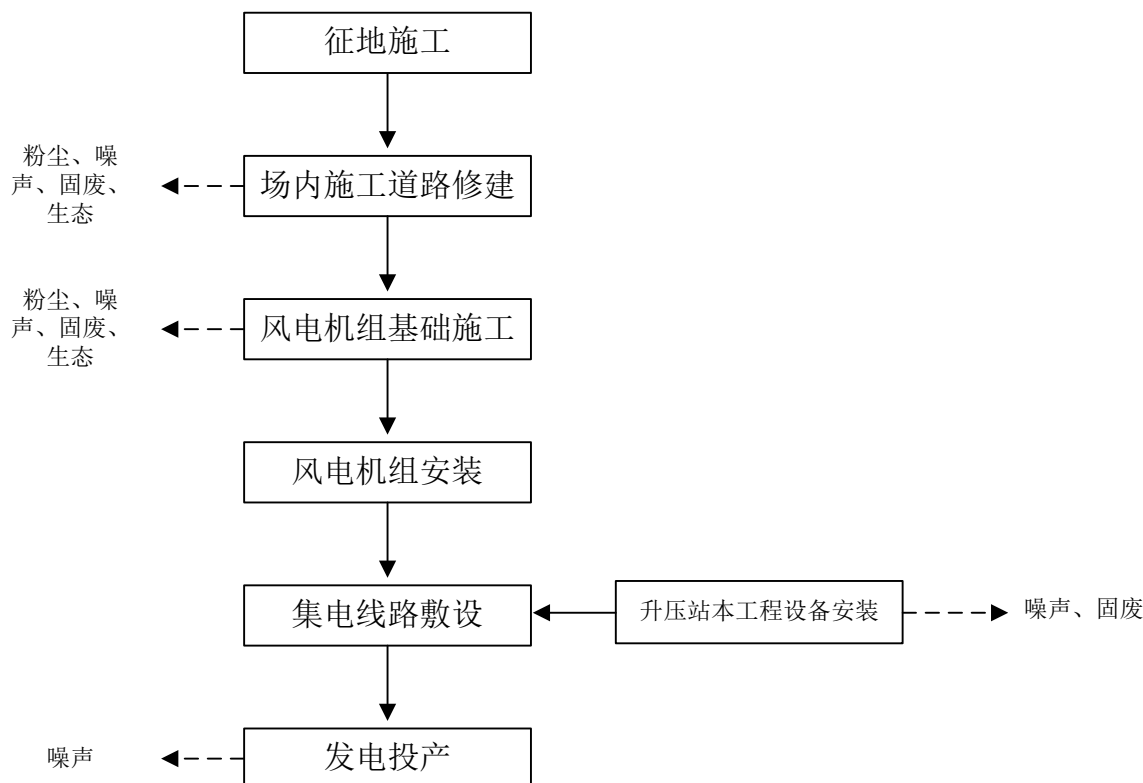 征地施工
粉尘、噪
声、固废、
生态
场内施工道路修建
粉尘、噪
声、固废、
生态
风电机组基础施工
风电机组安装
集电线路敷设
升压站本工程设备安装
噪声、固废
噪声
发电投产